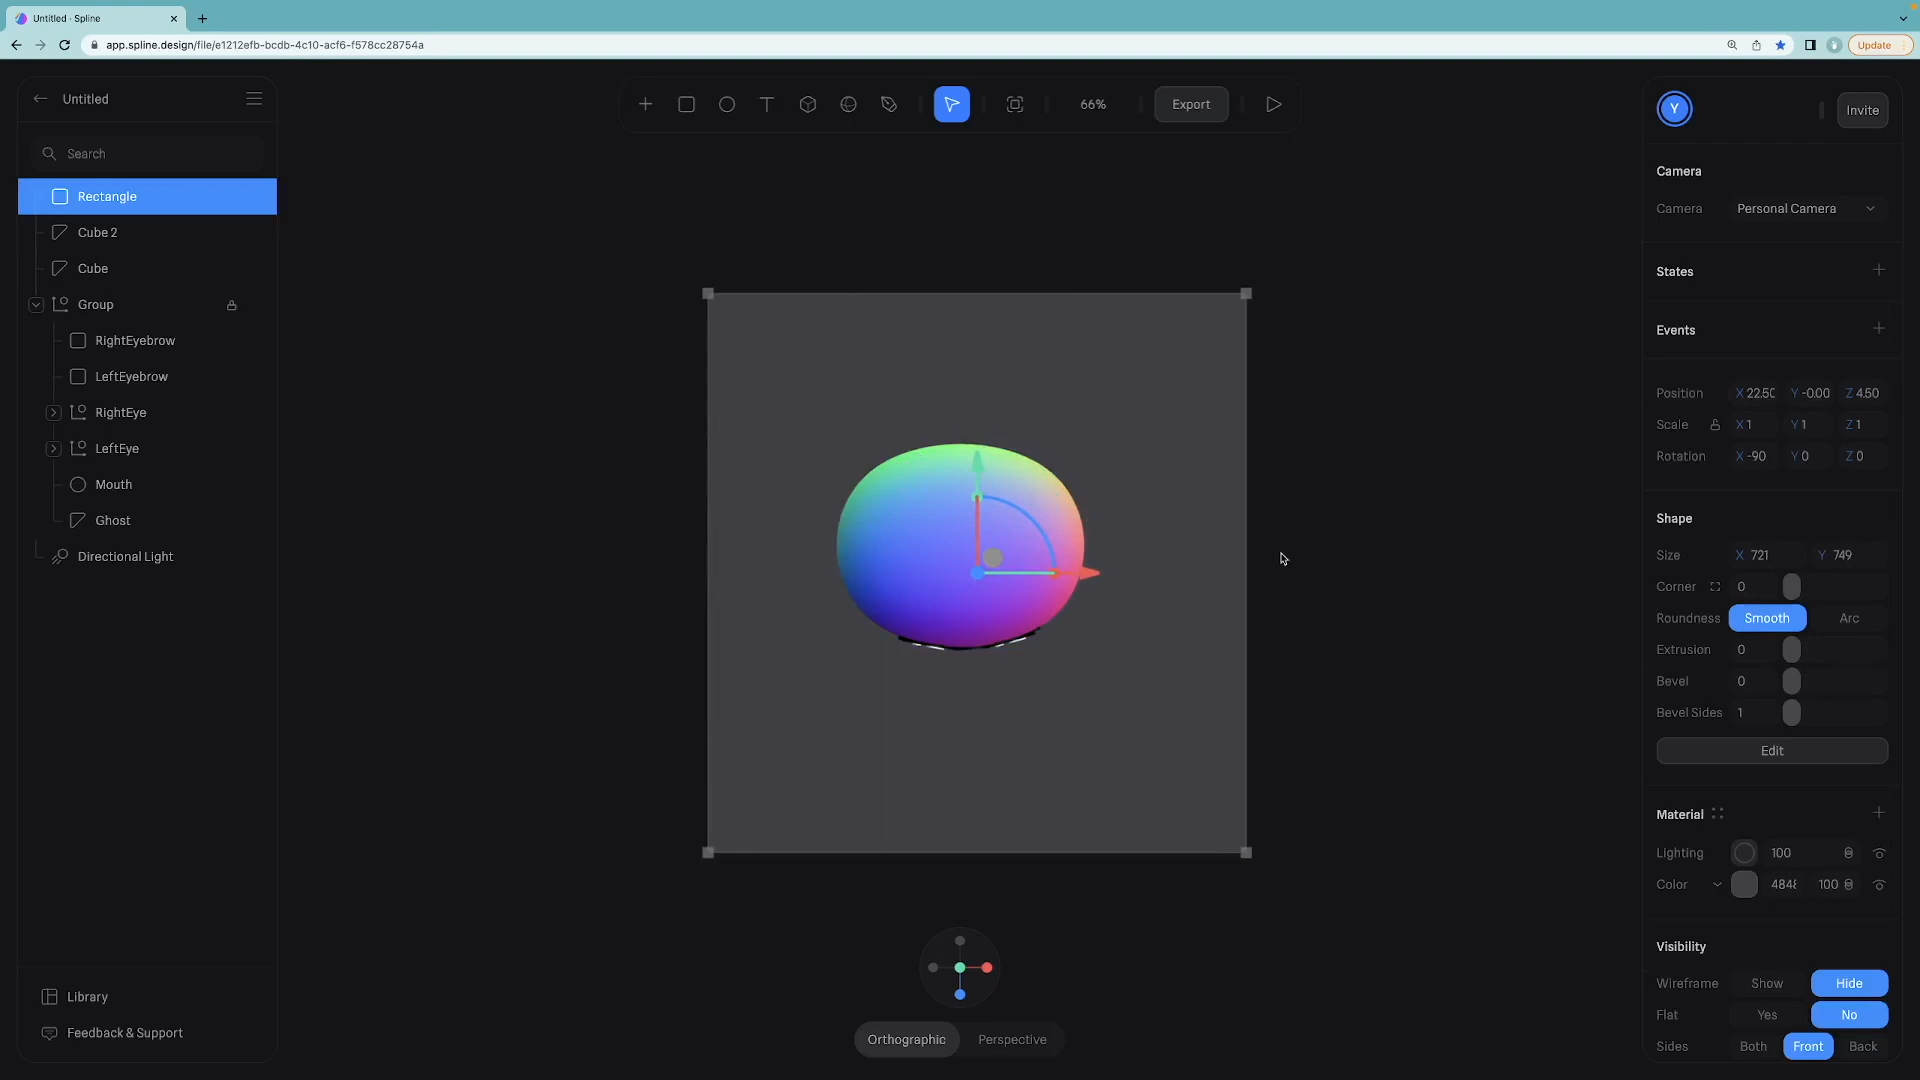 Untitled - Spline
app.spline.design/file/e1212efb-bcdb-4c10-acf6-f578cc28754a
Update
Untitled
66%
Export
Y
Invite
Search
Rectangle
Cube 2
Cube
Group
RightEyebrow
LeftEyebrow
RightEye
LeftEye
Mouth
Ghost
Directional Light
Library
Feedback & Support
Orthographic
Perspective
Camera
Camera Personal Camera
States
Events
Position X 22.50 Y -0.00 Z 4.50
Scale X 1 Y 1 Z 1
Rotation X -90 Y 0 Z 0
Shape
Size X 721 Y 749
Corner 0
Roundness Smooth Arc
Extrusion 0
Bevel 0
Bevel Sides 1
Edit
Material
Lighting 100
Color 4848 100
Visibility
Wireframe Show Hide
Flat Yes No
Sides Both Front Back